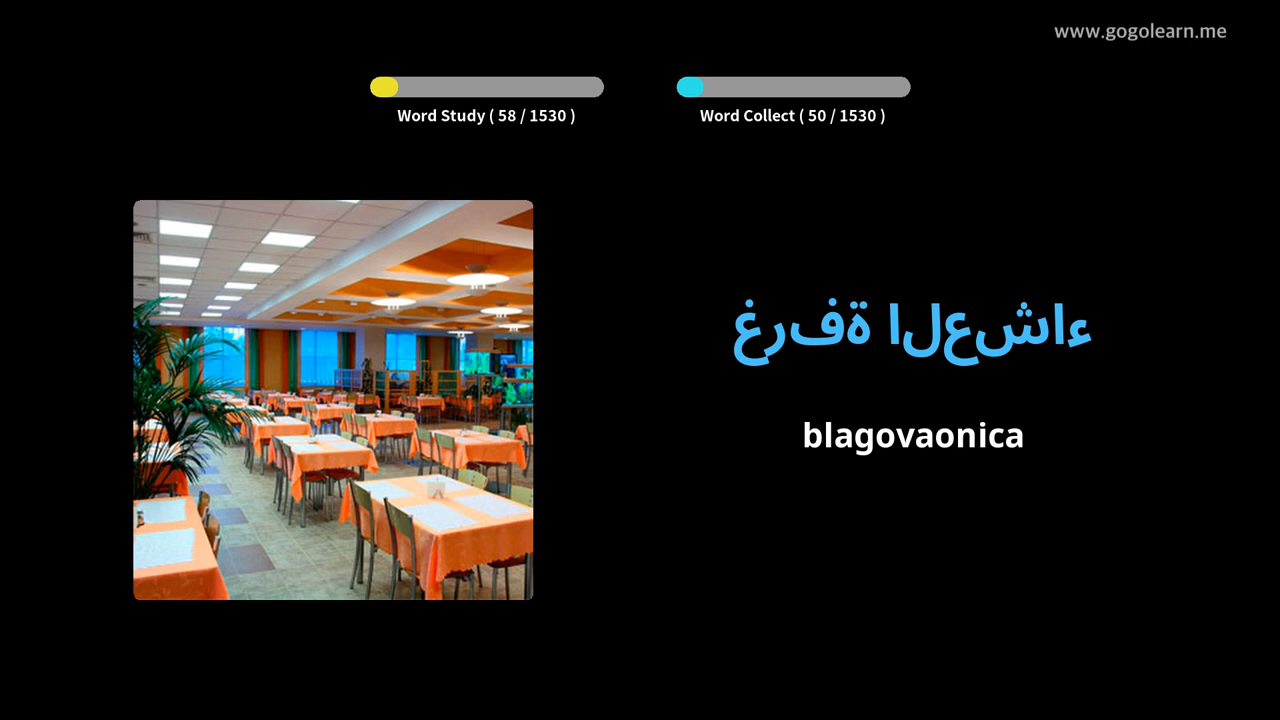 www.gogolearn.me
Word Study ( 58 / 1530 )
Word Collect ( 50 / 1530 )
غرفة العشاء
blagovaonica